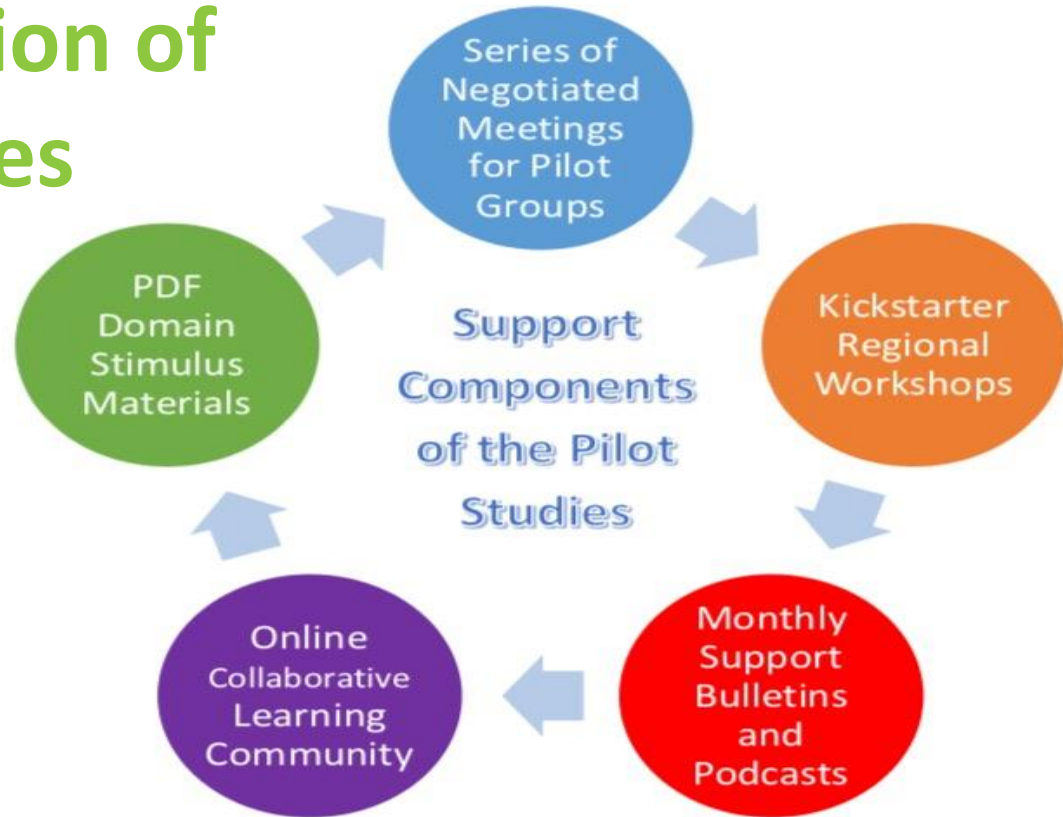 ion of
es
Series of
Negotiated
Meetings
for Pilot
Groups
Kickstarter
Regional
Workshops
Monthly
Support
Bulletins
and
Podcasts
Online
Collaborative
Learning
Community
PDF
Domain
Stimulus
Materials
Support
Components
of the Pilot
Studies